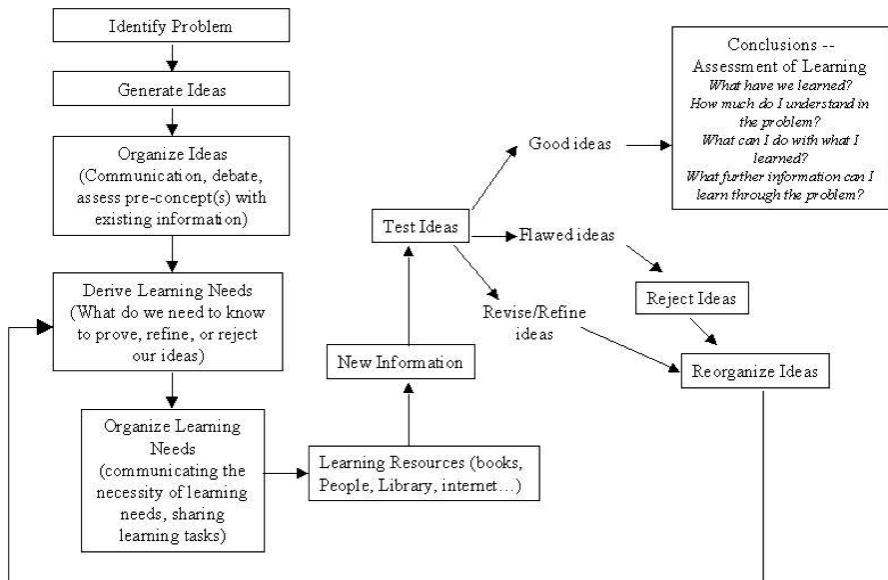 Identify Problem
Generate Ideas
Organize Ideas
(Communication, debate,
assess pre-concept(s) with
existing information)
Derive Learning Needs
(What do we need to know
to prove, refine, or reject
our ideas)
Organize Learning
Needs
(communicating the
necessity of learning
needs, sharing
learning tasks)
Learning Resources (books,
People, Library, internet...)
New Information
Test Ideas
Good ideas
Flawed ideas
Revise/Refine
ideas
Reject Ideas
Reorganize Ideas
Conclusions --
Assessment of Learning
What have we learned?
How much do I understand in
the problem?
What can I do with what I
learned?
What further information can I
learn through the problem?